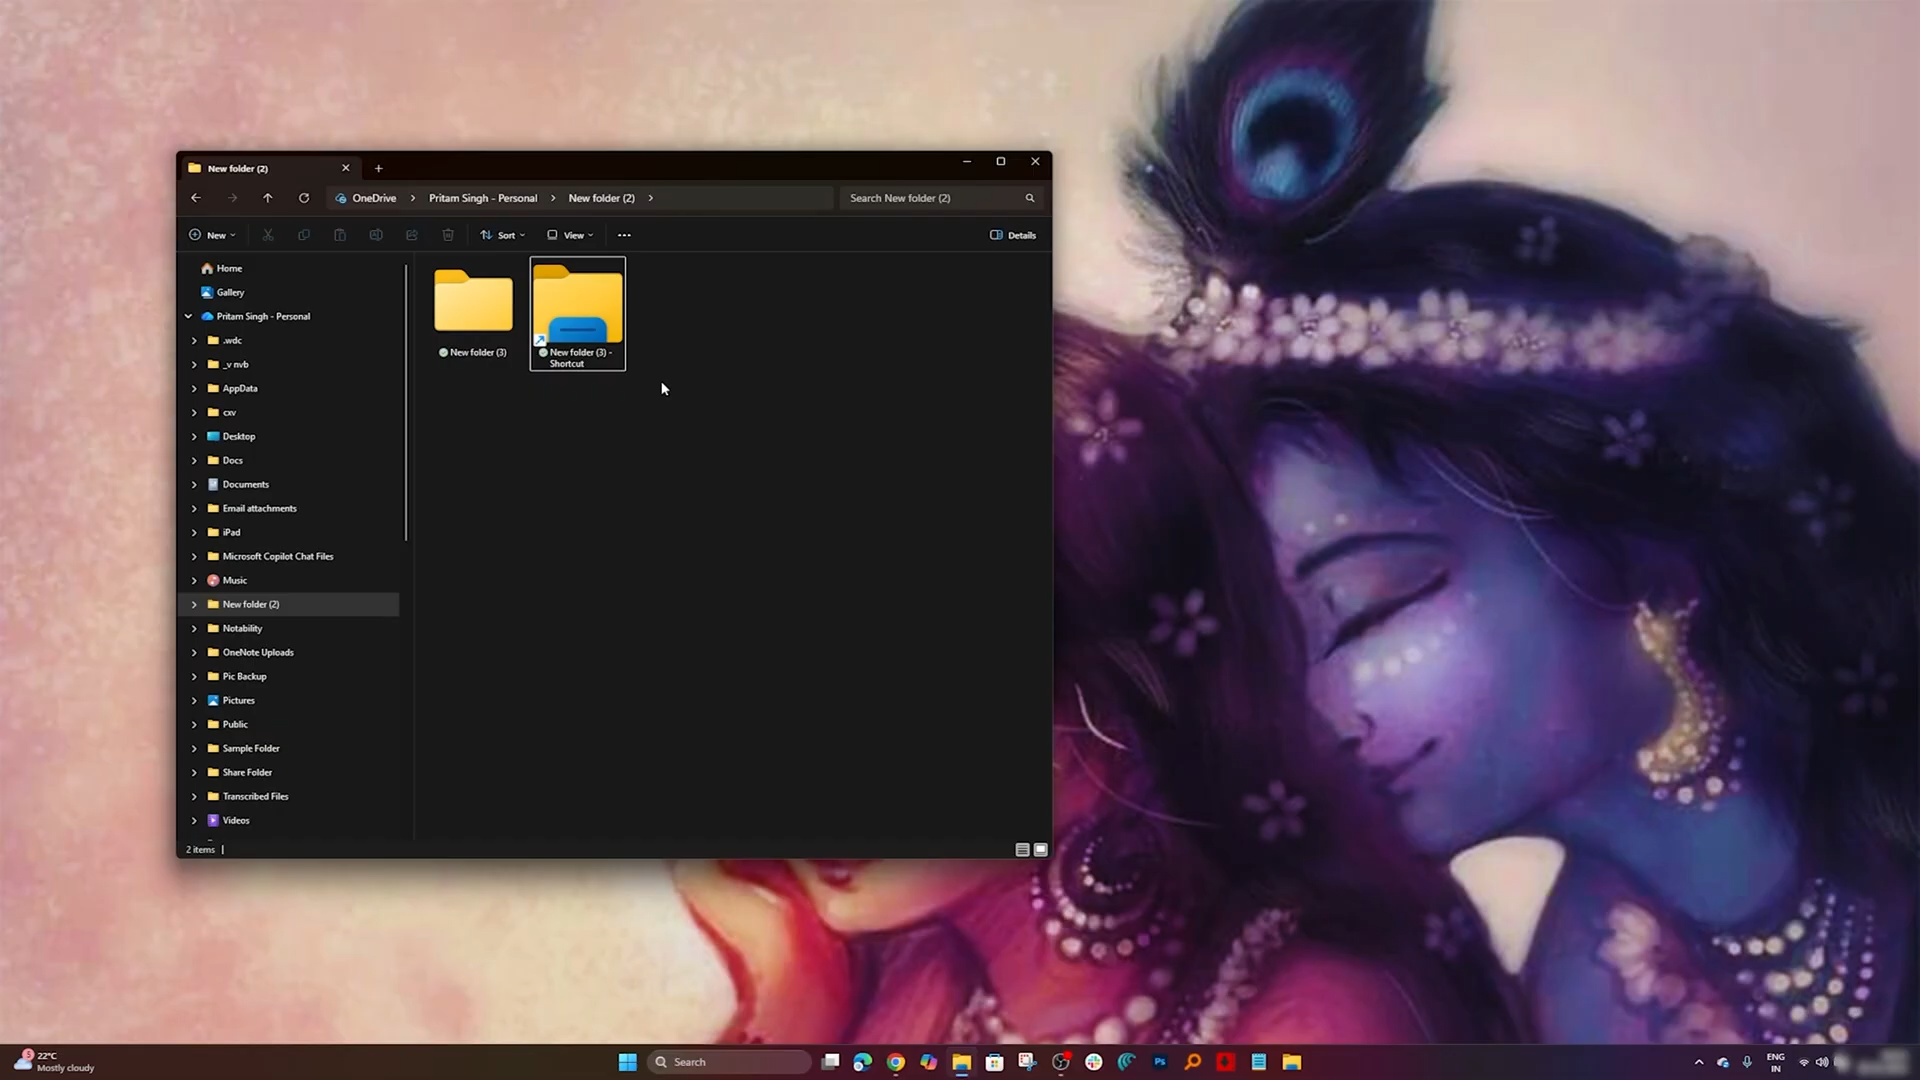 New folder (2)
OneDrive
Pritam Singh - Personal
New folder (2)
Search New folder (2)
New
Sort
View
Details
Home
Gallery
Pritam Singh - Personal
.wdc
_v nvb
AppData
cxv
Desktop
Docs
Documents
Email attachments
iPad
Microsoft Copilot Chat Files
Music
New folder (2)
Notability
OneNote Uploads
Pic Backup
Pictures
Public
Sample Folder
Share Folder
Transcribed Files
Videos
New folder (3)
New folder (3) -
Shortcut
2 items
22°C
Mostly cloudy
Search
Ps
ENG
IN